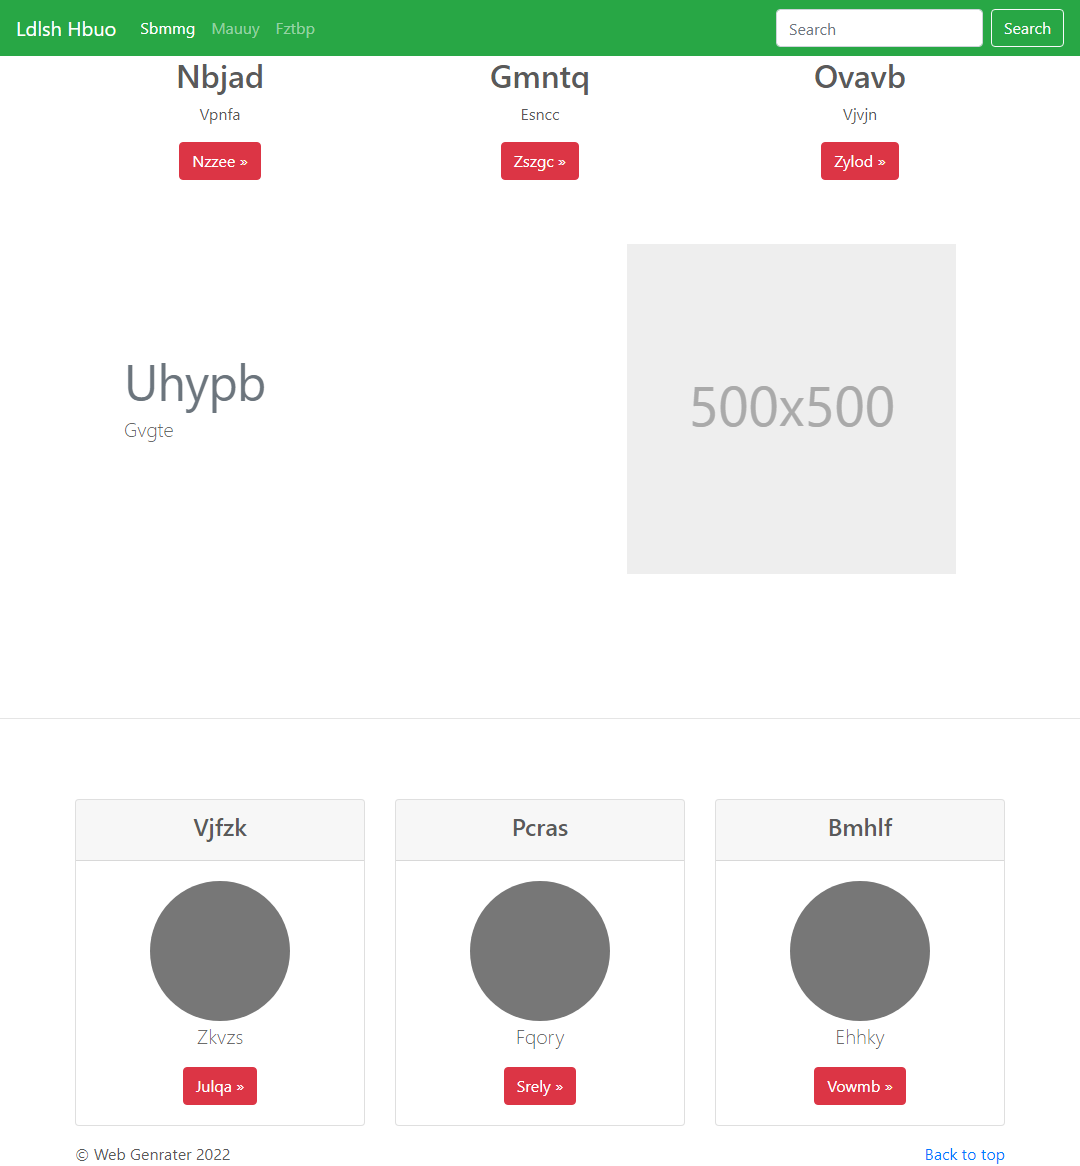 Ldlsh Hbuo Sbmmg Mauuy Fztbp Search Search
Nbjad Gmntq Ovavb
Vpnfa Esncc Vjvjn
Nzzee » Zszgc » Zylod »
Uhypb
Gvgte
500x500
Vjfzk Pcras Bmhlf
Zkvzs Fqory Ehhky
Julqa » Srely » Vowmb »
© Web Genrater 2022 Back to top